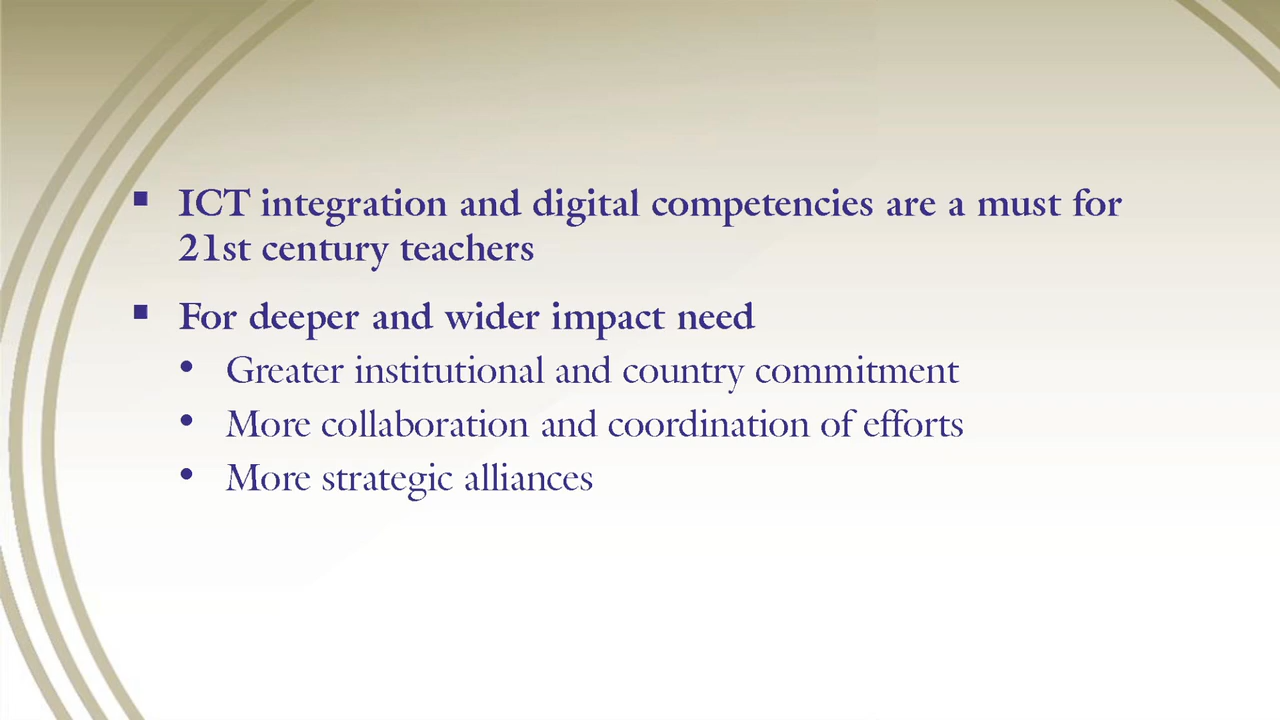 ▪ ICT integration and digital competencies are a must for
21st century teachers
▪ For deeper and wider impact need
• Greater institutional and country commitment
• More collaboration and coordination of efforts
• More strategic alliances